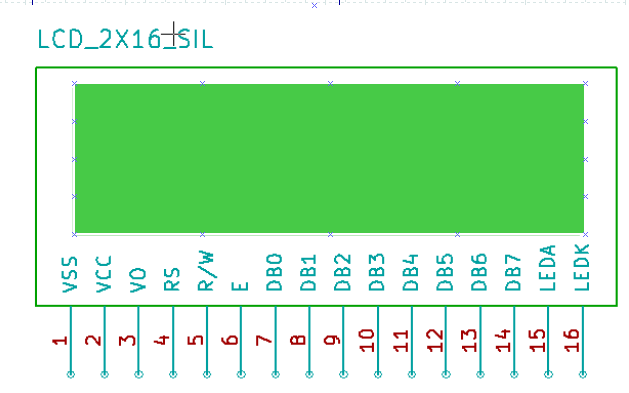 LCD_2X16_SIL
VSS VCC VO RS R/W E DB0 DB1 DB2 DB3 DB4 DB5 DB6 DB7 LEDA LEDK
1 2 3 4 5 6 7 8 9 10 11 12 13 14 15 16